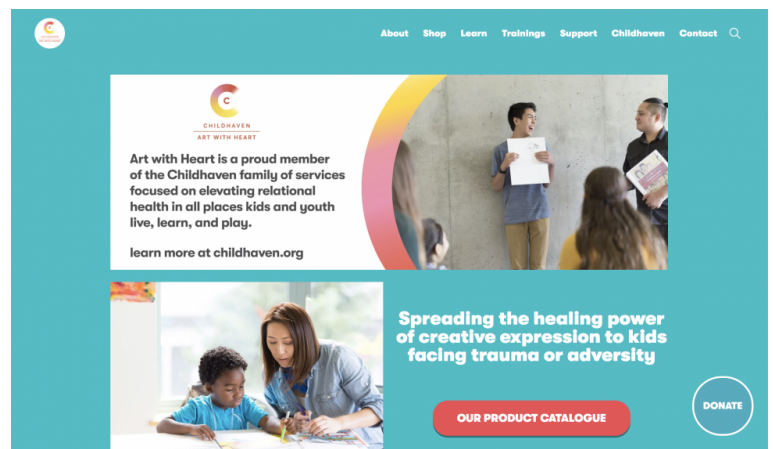 About Shop Learn Trainings Support Childhaven Contact
C
CHILDHAVEN
ART WITH HEART
Art with Heart is a proud member
of the Childhaven family of services
focused on elevating relational
health in all places kids and youth
live, learn, and play.
learn more at childhaven.org
Spreading the healing power
of creative expression to kids
facing trauma or adversity
OUR PRODUCT CATALOGUE
DONATE